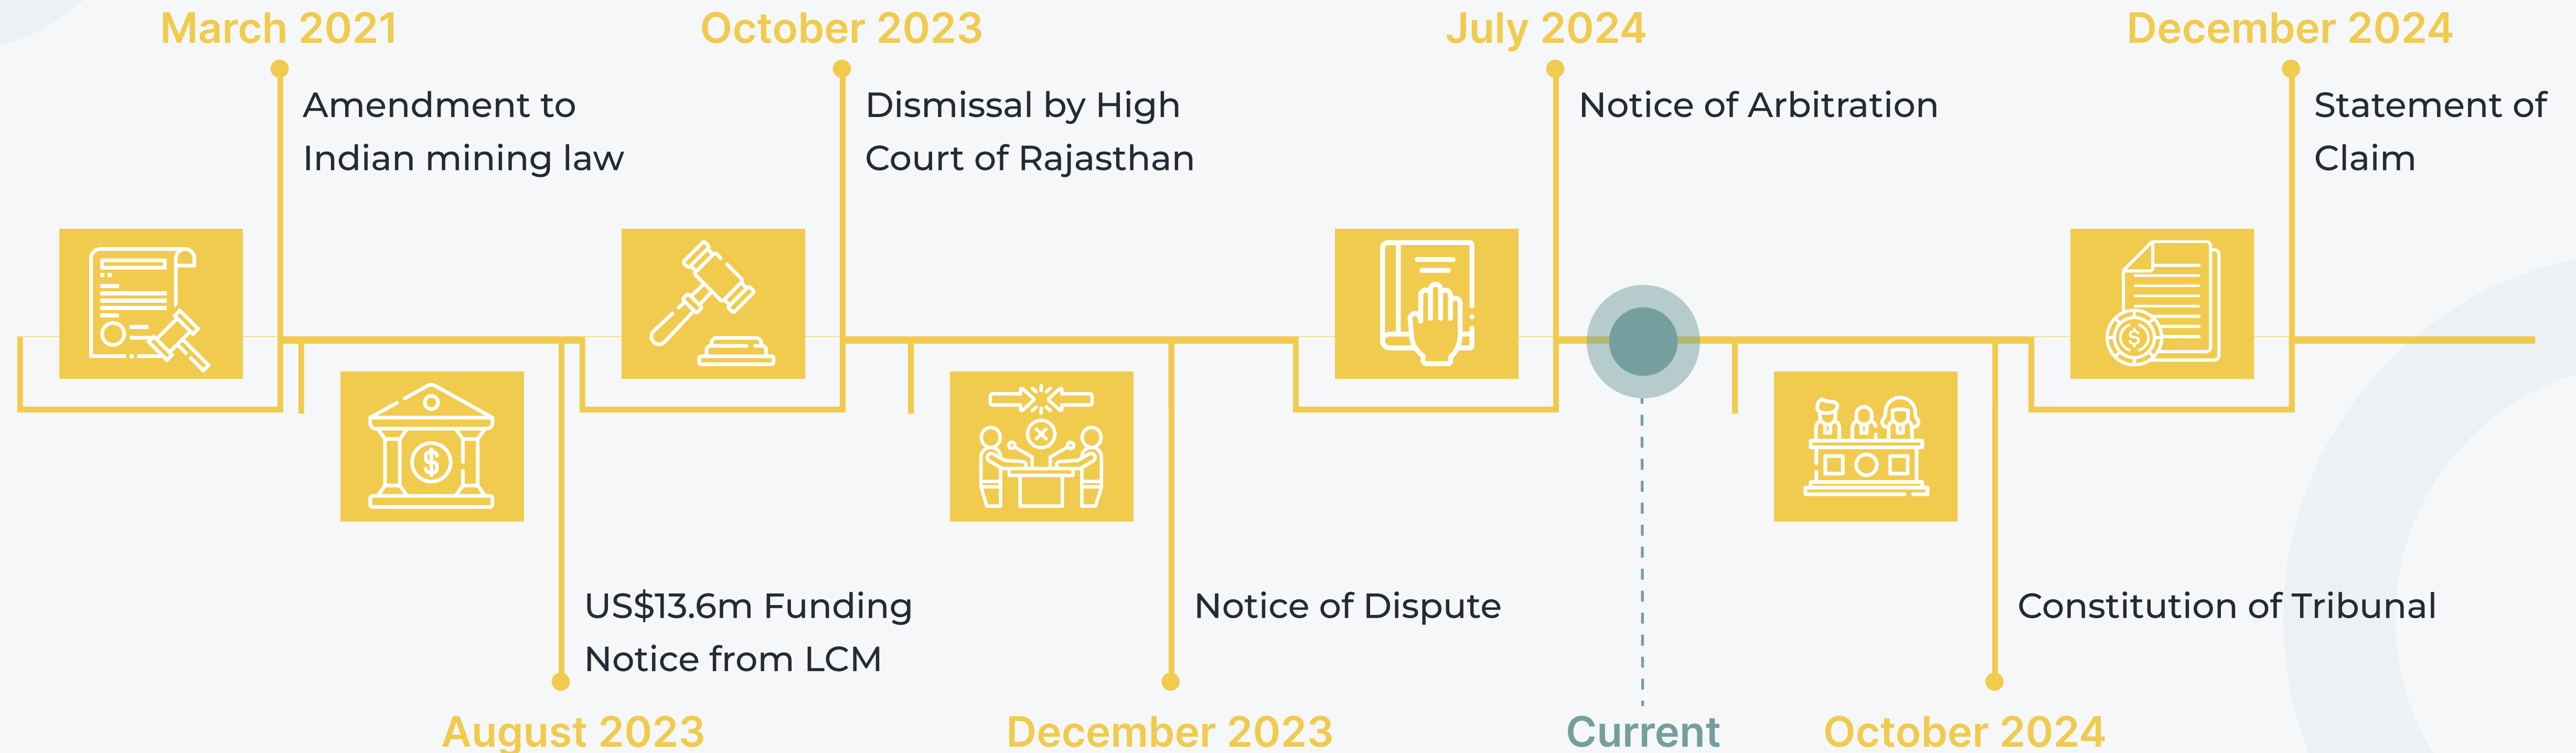 March 2021
Amendment to
Indian mining law
August 2023
US$13.6m Funding
Notice from LCM
October 2023
Dismissal by High
Court of Rajasthan
December 2023
Notice of Dispute
July 2024
Notice of Arbitration
Current
October 2024
Constitution of Tribunal
December 2024
Statement of
Claim